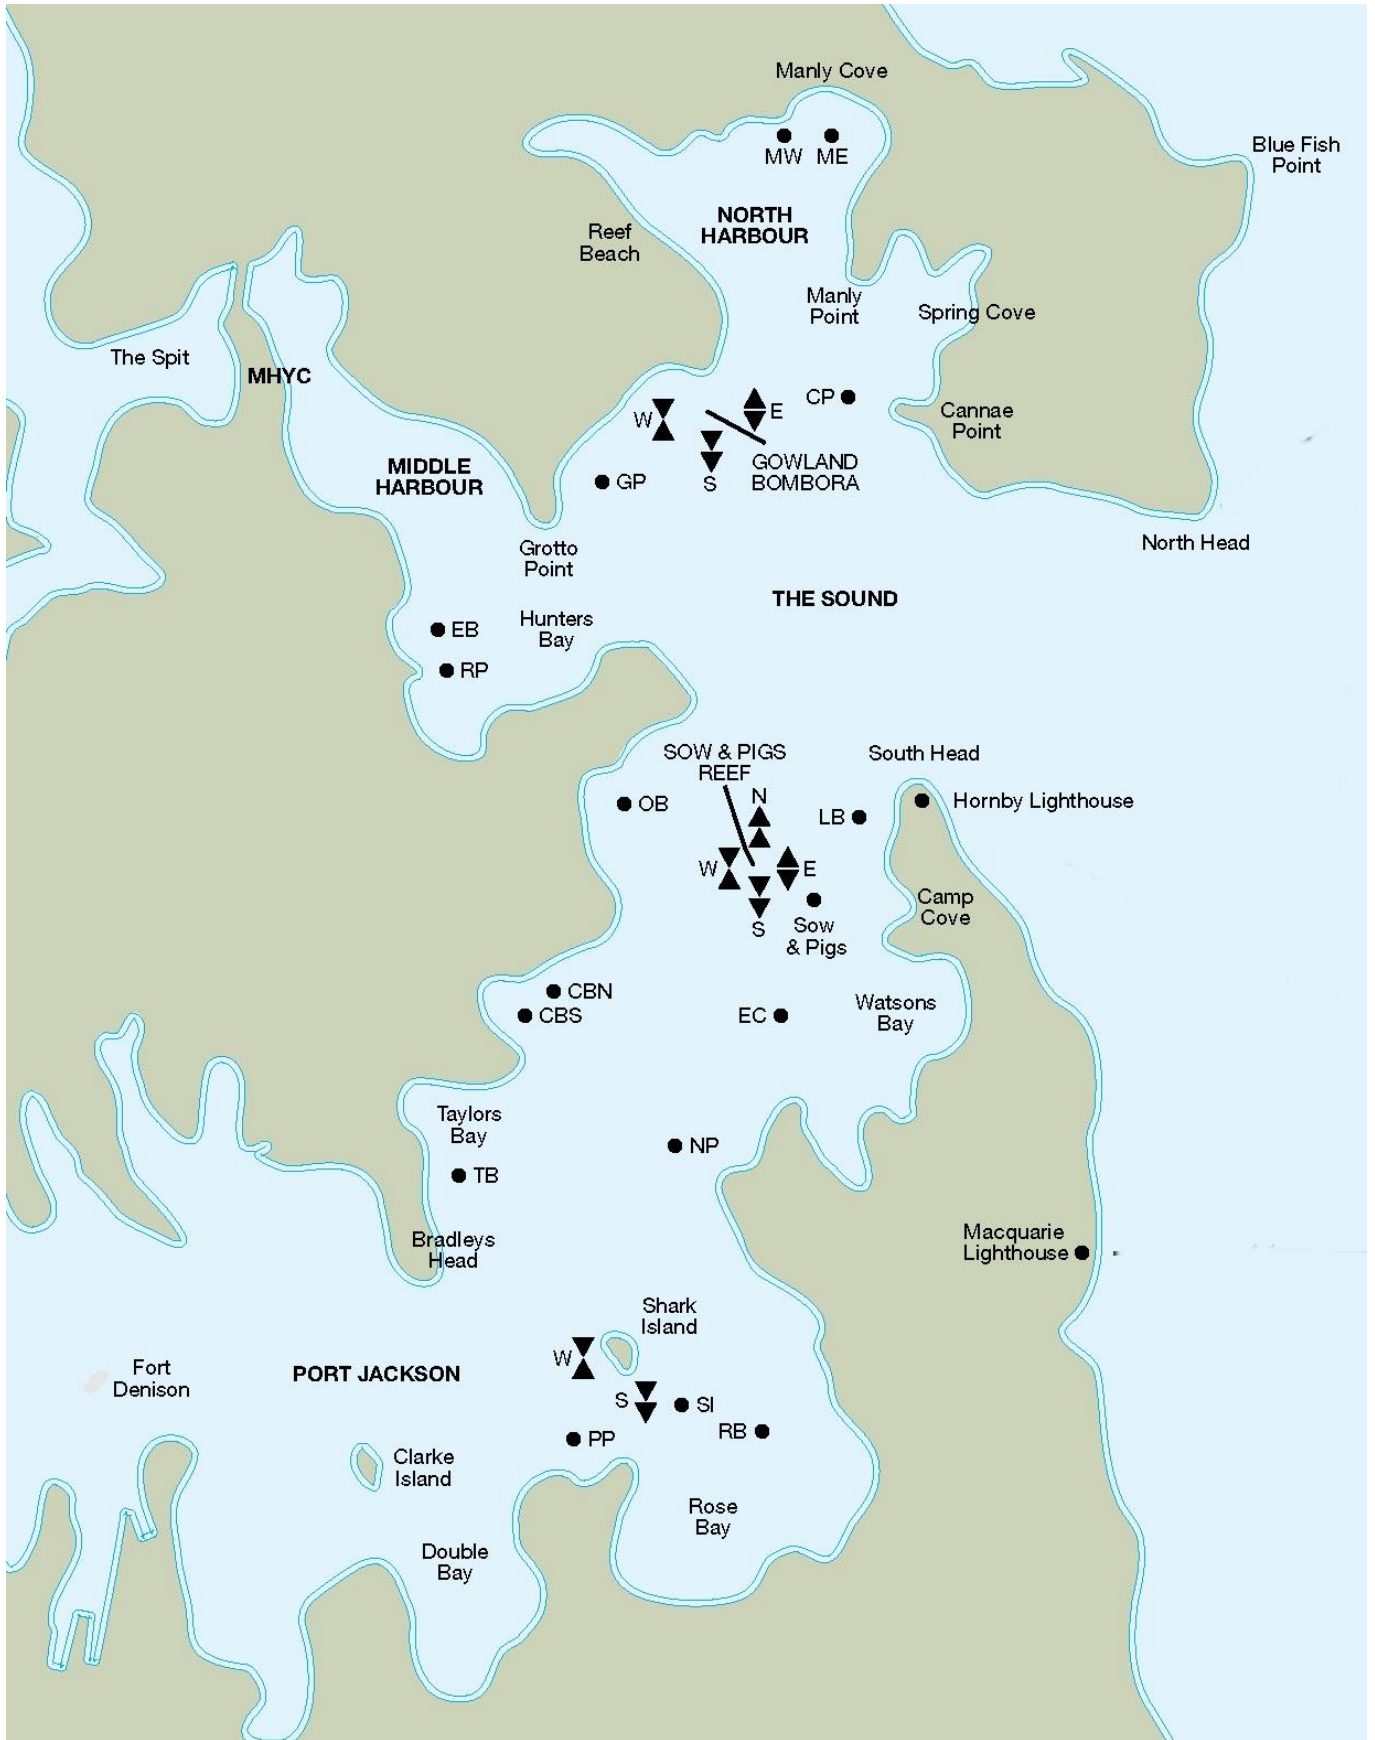 Manly Cove
Blue Fish
Point
MW
ME
NORTH
HARBOUR
Reef
Beach
Manly
Point
Spring Cove
The Spit
MHYC
CP
W
E
Cannae
Point
GOWLAND
BOMBORA
S
GP
MIDDLE
HARBOUR
North Head
Grotto
Point
THE SOUND
Hunters
Bay
EB
RP
SOW & PIGS
REEF
South Head
N
Hornby Lighthouse
OB
LB
W
E
Camp
Cove
S
Sow
& Pigs
CBN
CBS
EC
Watsons
Bay
Taylors
Bay
NP
TB
Bradleys
Head
Macquarie
Lighthouse
Shark
Island
W
Fort
Denison
PORT JACKSON
S
SI
RB
PP
Clarke
Island
Rose
Bay
Double
Bay